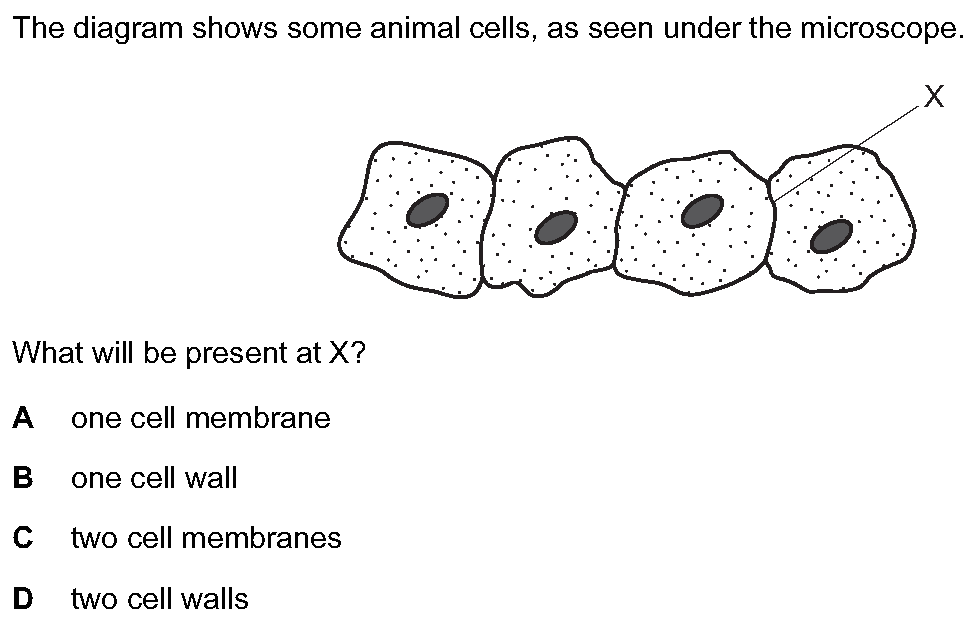 The diagram shows some animal cells, as seen under the microscope.
X
What will be present at X?
A one cell membrane
B one cell wall
C two cell membranes
D two cell walls